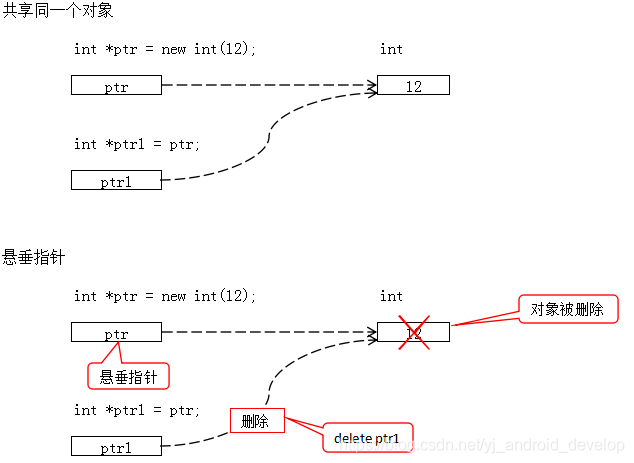 共享同一个对象
int *ptr = new int(12);
int
ptr
12
int *ptr1 = ptr;
ptr1
悬垂指针
int *ptr = new int(12);
int
对象被删除
ptr
12
悬垂指针
int *ptr1 = ptr;
删除
delete ptr1
ptr1
https://blog.csdn.net/yj_android_develop